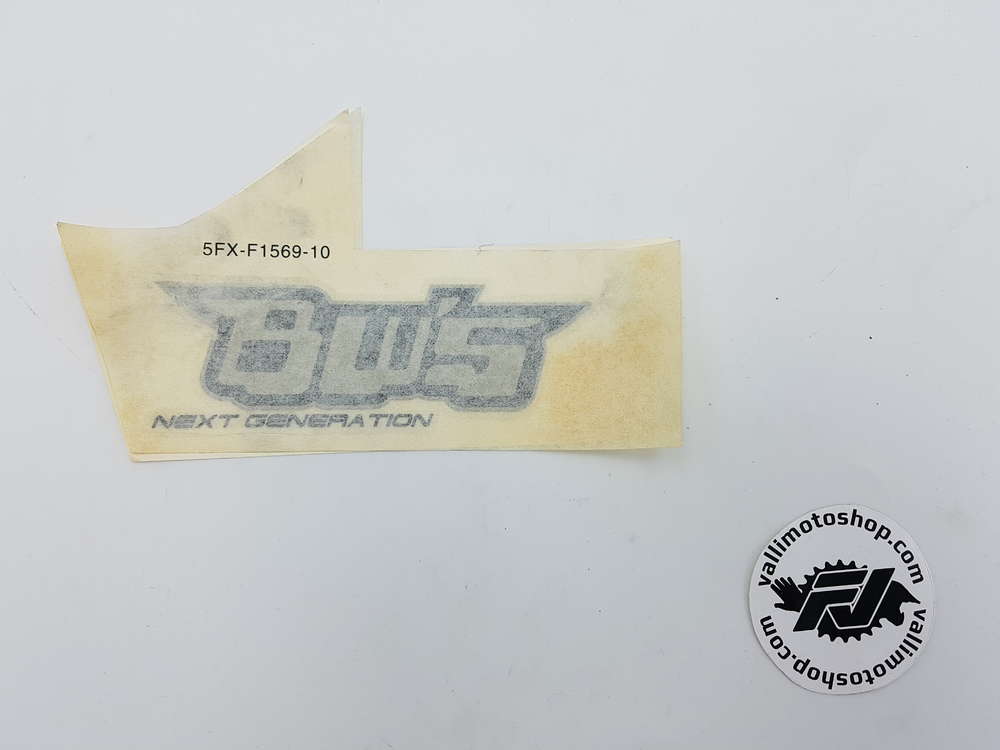 5FX-F1569-10
BW'S
NEXT GENERATION
vallimotoshop.com
vallimotoshop.com